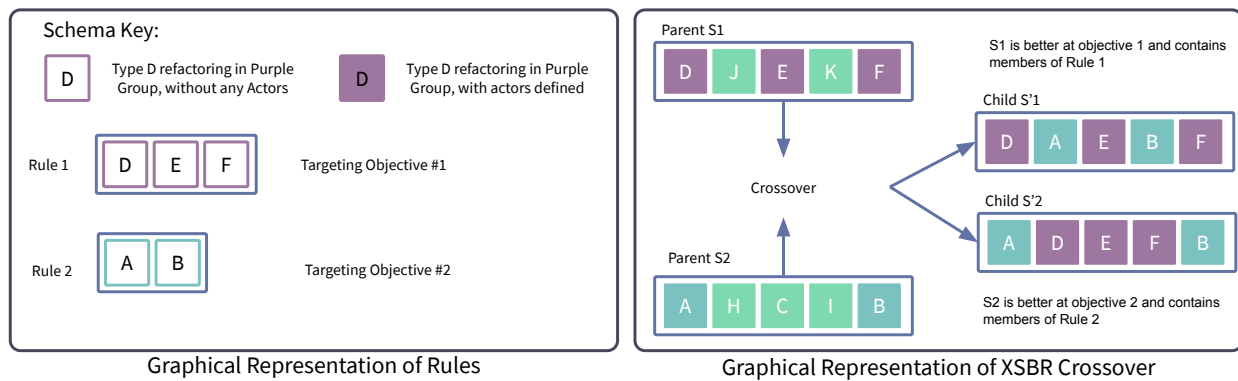 Schema Key:
D
Type D refactoring in Purple
Group, without any Actors
D
Type D refactoring in Purple
Group, with actors defined
Rule 1
D E F
Targeting Objective #1
Rule 2
A B
Targeting Objective #2
Graphical Representation of Rules
Parent S1
D J E K F
S1 is better at objective 1 and contains
members of Rule 1
Child S'1
D A E B F
Crossover
Child S'2
A D E F B
Parent S2
A H C I B
S2 is better at objective 2 and contains
members of Rule 2
Graphical Representation of XSBR Crossover